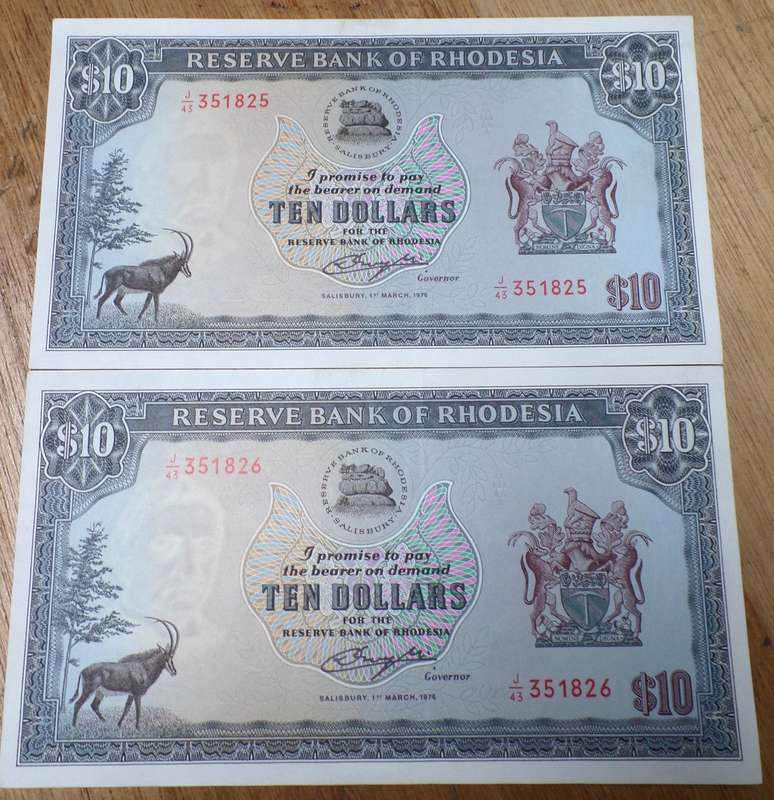 RESERVE BANK OF RHODESIA
$10
$10
J/43 351825
RESERVE BANK OF RHODESIA
SALISBURY
I promise to pay
the bearer on demand
TEN DOLLARS
FOR THE
RESERVE BANK OF RHODESIA
Governor
SALISBURY, 1ST MARCH, 1976
J/43 351825
$10
RESERVE BANK OF RHODESIA
$10
$10
J/43 351826
RESERVE BANK OF RHODESIA
SALISBURY
I promise to pay
the bearer on demand
TEN DOLLARS
FOR THE
RESERVE BANK OF RHODESIA
Governor
SALISBURY, 1ST MARCH, 1976
J/43 351826
$10